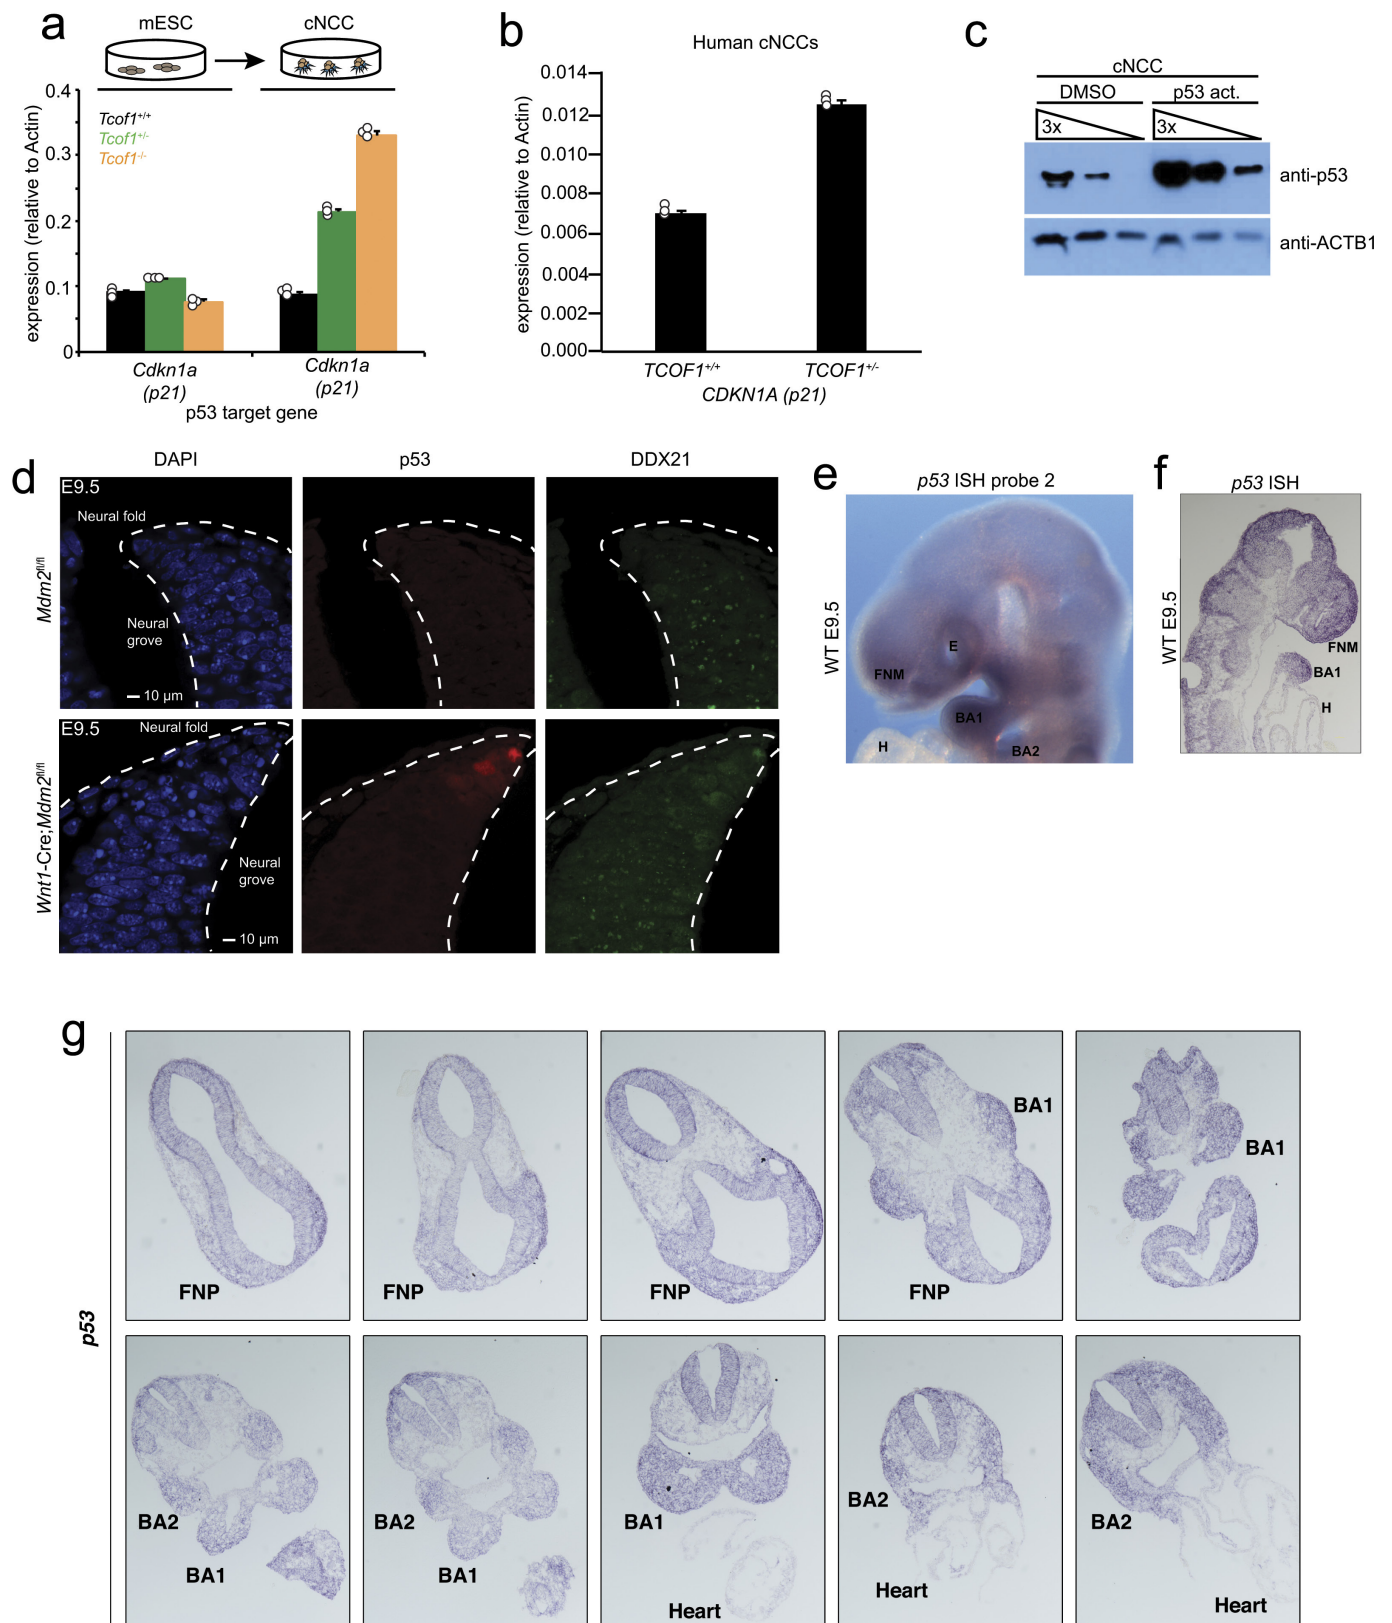 a
mESC
cNCC
0.4
0.3
0.2
0.1
0
expression (relative to Actin)
Tcof1+/+
Tcof1+/-
Tcof1-/-
Cdkn1a
(p21)
Cdkn1a
(p21)
p53 target gene
b
Human cNCCs
0.014
0.012
0.010
0.008
0.006
0.004
0.002
0.000
expression (relative to Actin)
TCOF1+/+
TCOF1+/-
CDKN1A (p21)
c
cNCC
DMSO
p53 act.
3x
3x
anti-p53
anti-ACTB1
d
DAPI
p53
DDX21
Mdm2fl/fl
E9.5
Neural fold
Neural
grove
10 µm
Wnt1-Cre;Mdm2fl/fl
E9.5
Neural fold
Neural
grove
10 µm
e
p53 ISH probe 2
WT E9.5
E
FNM
BA1
BA2
H
f
p53 ISH
WT E9.5
FNM
BA1
H
g
p53
FNP
FNP
FNP
BA1
FNP
BA1
BA2
BA1
BA2
BA1
BA1
Heart
BA2
Heart
BA2
Heart